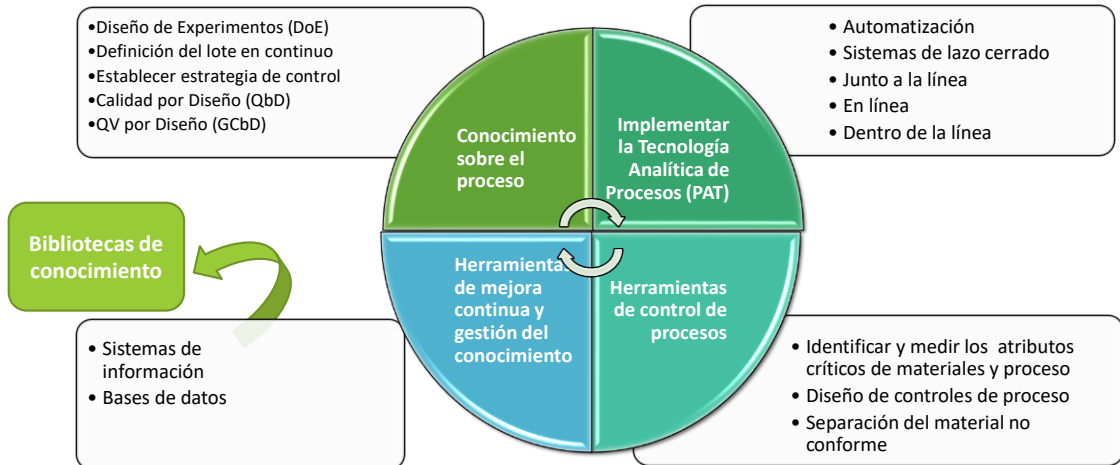 •Diseño de Experimentos (DoE)
•Definición del lote en continuo
•Establecer estrategia de control
•Calidad por Diseño (QbD)
•QV por Diseño (GCbD)
• Automatización
• Sistemas de lazo cerrado
• Junto a la línea
• En línea
• Dentro de la línea
Conocimiento
sobre el
proceso
Implementar
la Tecnología
Analítica de
Procesos (PAT)
Bibliotecas de
conocimiento
Herramientas
de mejora
continua y
gestión del
conocimiento
Herramientas
de control de
procesos
• Sistemas de
información
• Bases de datos
• Identificar y medir los atributos
críticos de materiales y proceso
• Diseño de controles de proceso
• Separación del material no
conforme